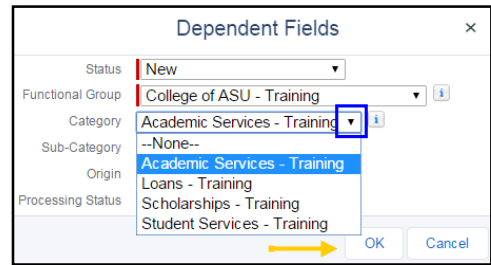 Dependent Fields ×
Status New
Functional Group College of ASU - Training i
Category Academic Services - Training i
--None--
Sub-Category
Academic Services - Training
Origin
Loans - Training
Scholarships - Training
Processing Status
Student Services - Training
OK Cancel